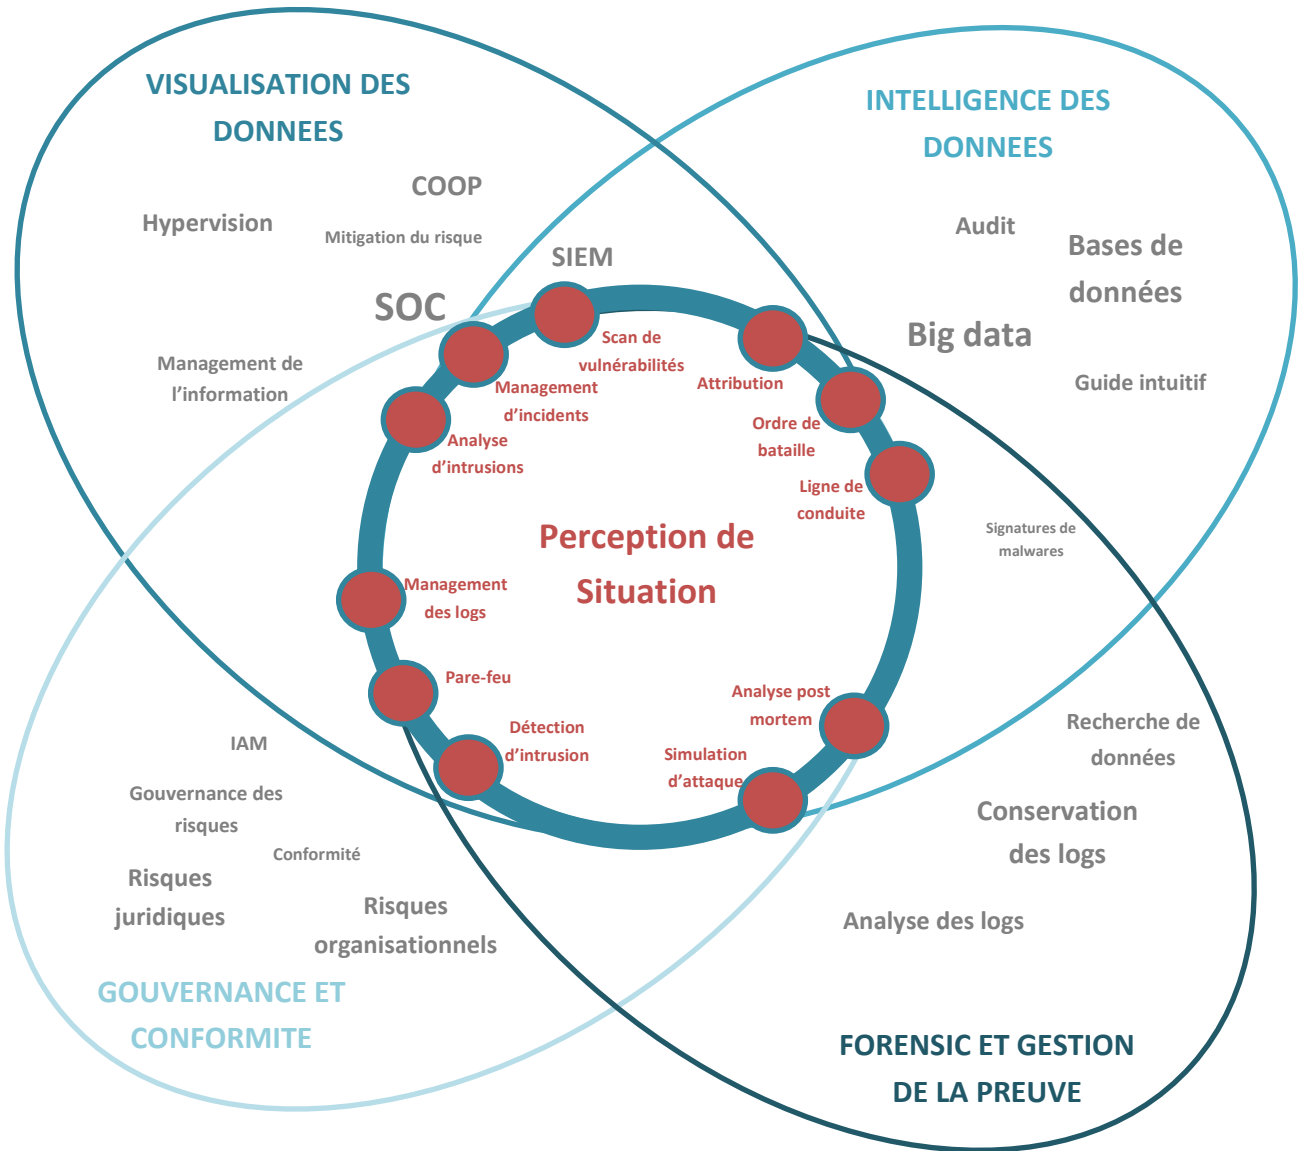 VISUALISATION DES
DONNEES
COOP
Hypervision
Mitigation du risque
SIEM
SOC
Management de
l’information
INTELLIGENCE DES
DONNEES
Audit
Bases de
données
Big data
Guide intuitif
Signatures de
malwares
Scan de
vulnérabilités
Management
d’incidents
Analyse
d’intrusions
Attribution
Ordre de
bataille
Ligne de
conduite
Perception de
Situation
Management
des logs
Pare-feu
Détection
d’intrusion
Analyse post
mortem
Simulation
d’attaque
IAM
Gouvernance des
risques
Conformité
Risques
juridiques
Risques
organisationnels
GOUVERNANCE ET
CONFORMITE
Recherche de
données
Conservation
des logs
Analyse des logs
FORENSIC ET GESTION
DE LA PREUVE